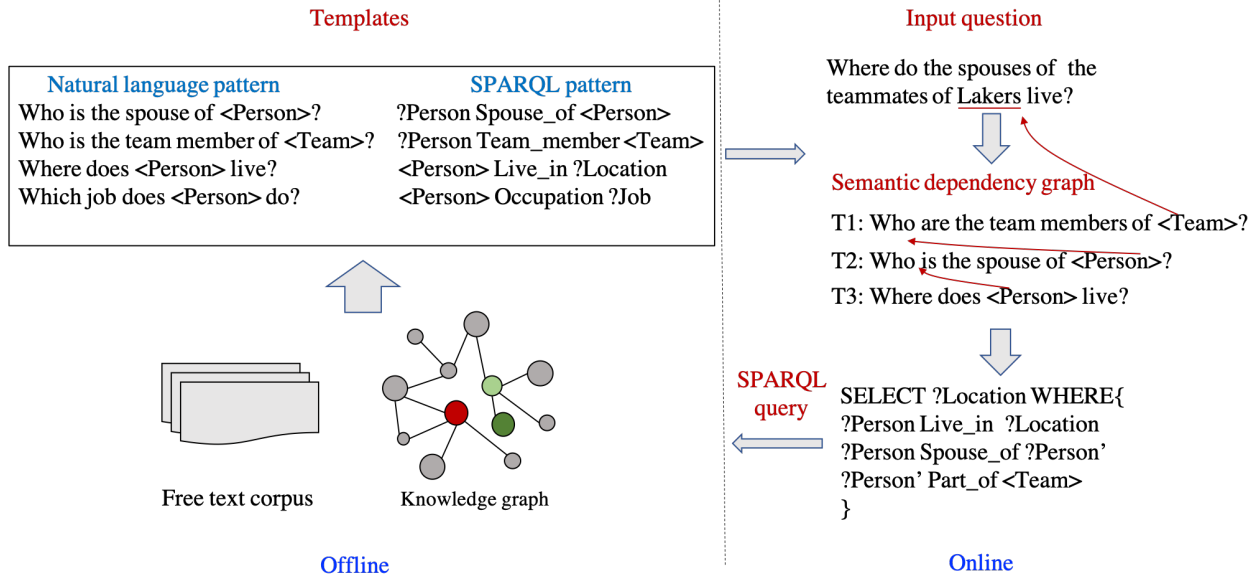 Templates
Natural language pattern
SPARQL pattern
Who is the spouse of <Person>?
?Person Spouse_of <Person>
Who is the team member of <Team>?
?Person Team_member <Team>
Where does <Person> live?
<Person> Live_in ?Location
Which job does <Person> do?
<Person> Occupation ?Job
Free text corpus
Knowledge graph
Offline
Input question
Where do the spouses of the
teammates of Lakers live?
Semantic dependency graph
T1: Who are the team members of <Team>?
T2: Who is the spouse of <Person>?
T3: Where does <Person> live?
SPARQL
query
SELECT ?Location WHERE{
?Person Live_in ?Location
?Person Spouse_of ?Person’
?Person’ Part_of <Team>
}
Online